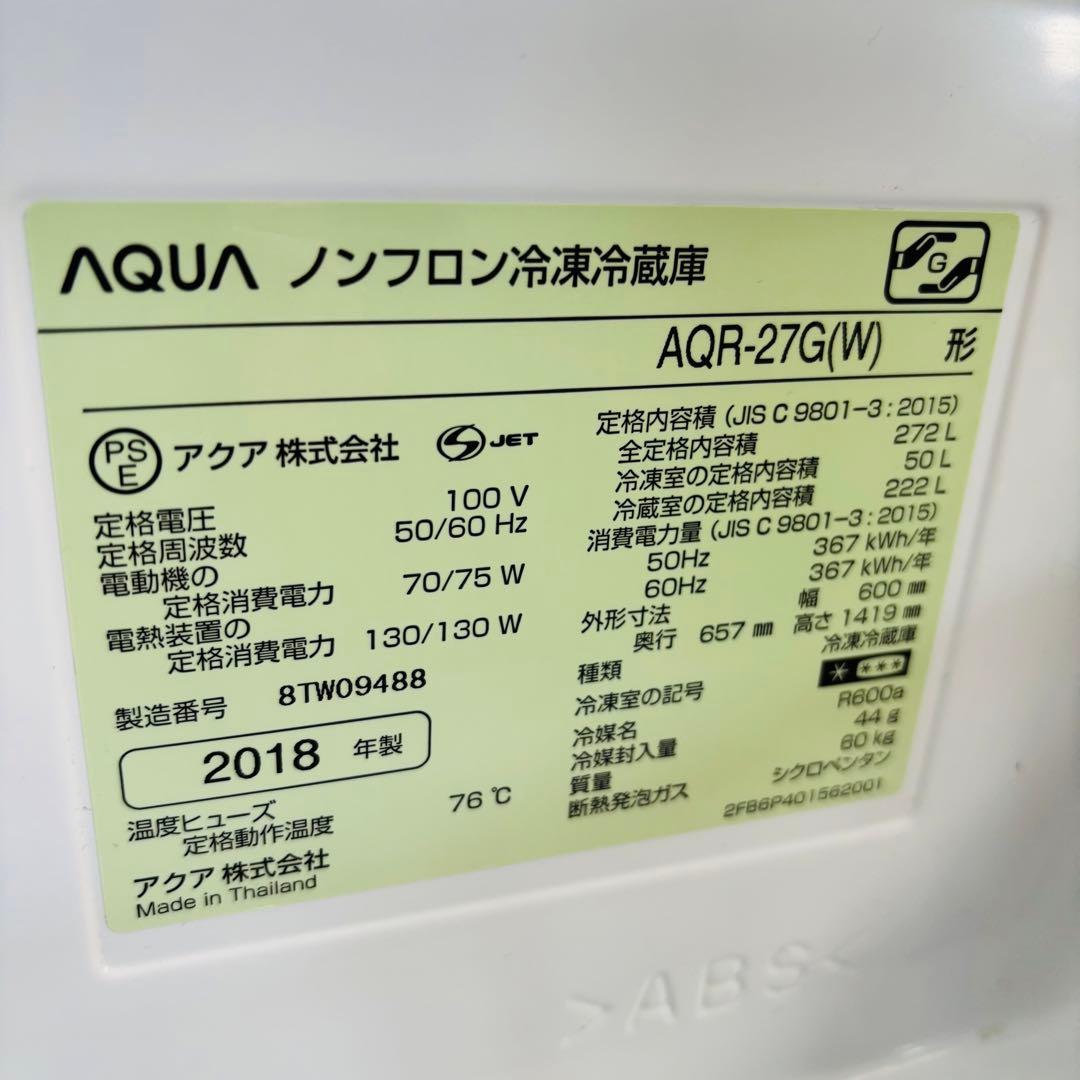 AQUA ノンフロン冷凍冷蔵庫
G
AQR-27G(W) 形
PSE アクア 株式会社 S JET
定格電圧 100 V
定格周波数 50/60 Hz
電動機の
定格消費電力 70/75 W
電熱装置の
定格消費電力 130/130 W
製造番号 8TW09488
2018 年製
温度ヒューズ
定格動作温度 76 ℃
アクア 株式会社
Made in Thailand
定格内容積 (JIS C 9801-3 : 2015)
全定格内容積 272 L
冷凍室の定格内容積 50 L
冷蔵室の定格内容積 222 L
消費電力量 (JIS C 9801-3 : 2015)
50Hz 367 kWh/年
60Hz 367 kWh/年
外形寸法 幅 600 ㎜
奥行 657 ㎜ 高さ 1419 ㎜
種類 冷凍冷蔵庫
冷凍室の記号 * ***
冷媒名 R600a
冷媒封入量 44 g
質量 60 kg
断熱発泡ガス シクロペンタン
2FB6P401562001
>ABS<